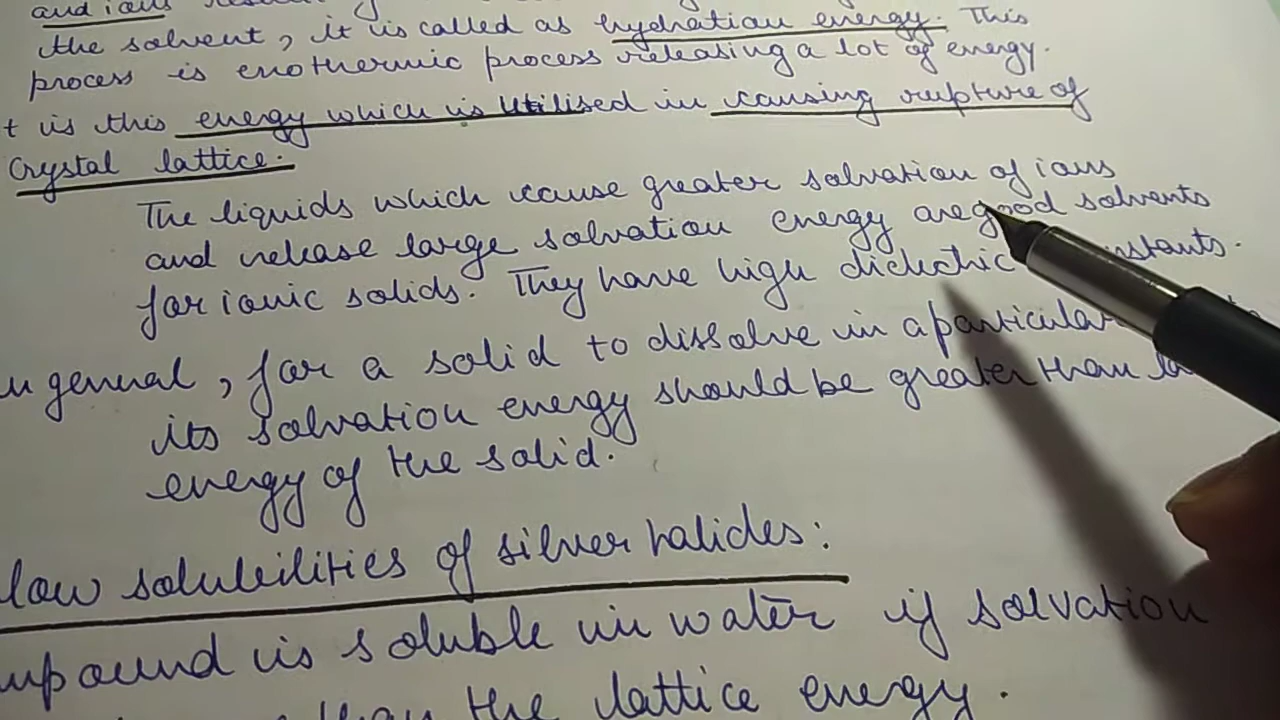 and ions
the solvent, it is called as hydration energy. This
process is exothermic process releasing a lot of energy.
t is this energy which is utilised in causing rupture of
Crystal lattice.
The liquids which cause greater solvation of ions
and release large solvation energy are good solvents
for ionic solids. They have high dielectric nstants.
n general, for a solid to dissolve in a particular
its solvation energy should be greater than la
energy of the solid.
low solubilities of silver halides:
mpound is soluble in water if solvation
than the lattice energy.